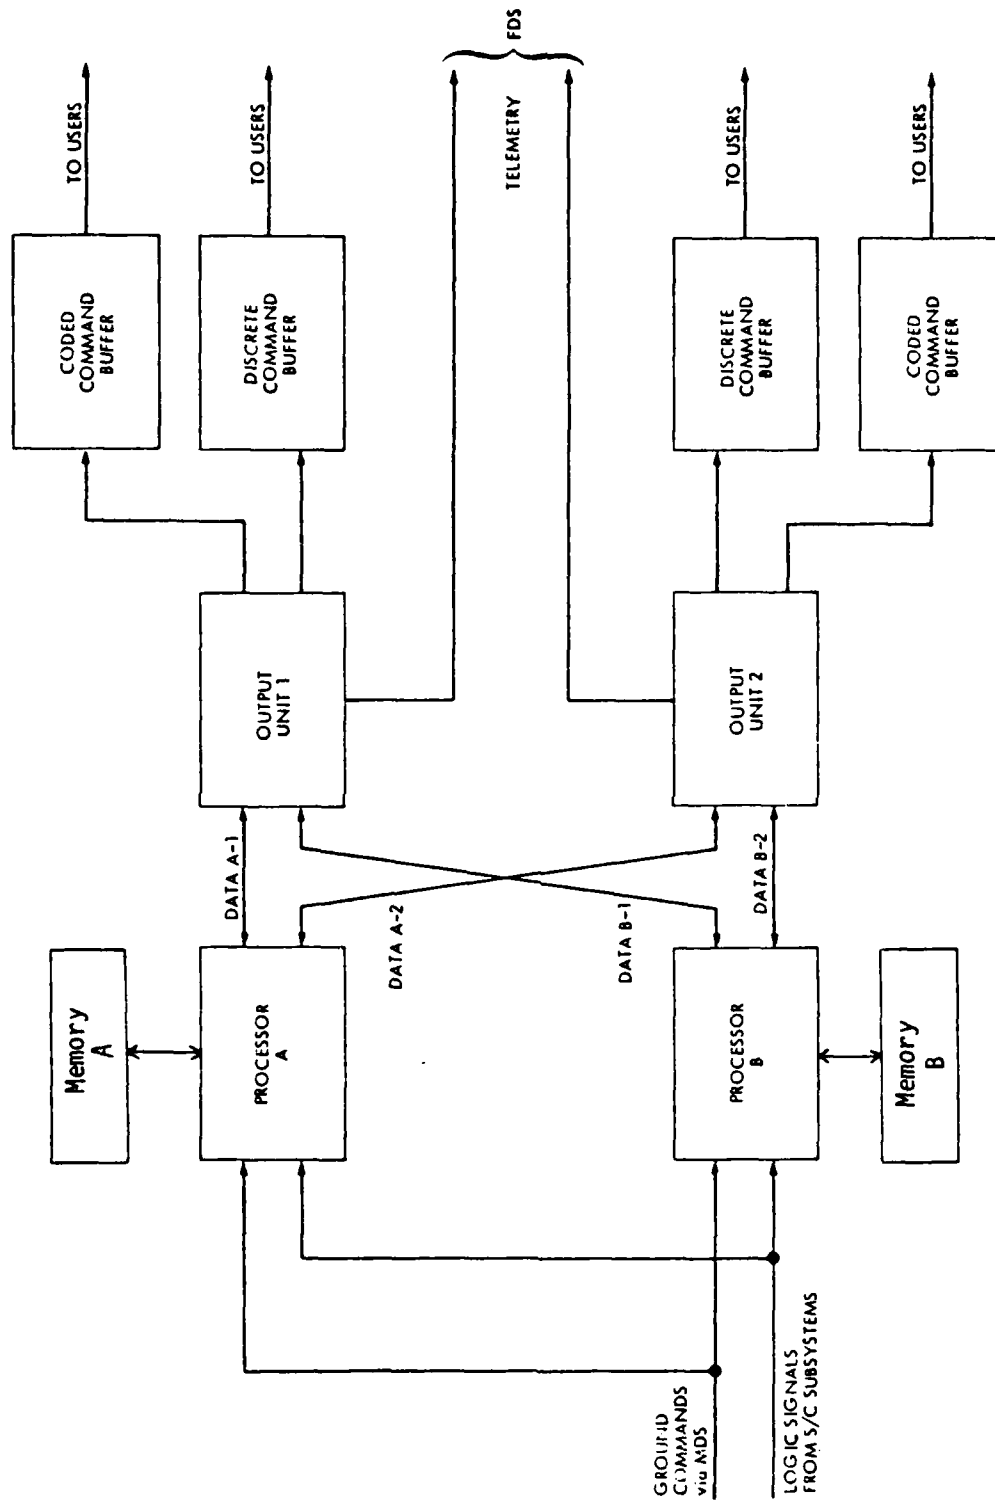 Memory
A
PROCESSOR
A
DATA A-1
DATA A-2
OUTPUT
UNIT 1
CODED
COMMAND
BUFFER
TO USERS
DISCRETE
COMMAND
BUFFER
TO USERS
TELEMETRY
FDS
GROUND
COMMANDS
via MDS
LOGIC SIGNALS
FROM S/C SUBSYSTEMS
PROCESSOR
B
Memory
B
DATA B-1
DATA B-2
OUTPUT
UNIT 2
DISCRETE
COMMAND
BUFFER
TO USERS
CODED
COMMAND
BUFFER
TO USERS